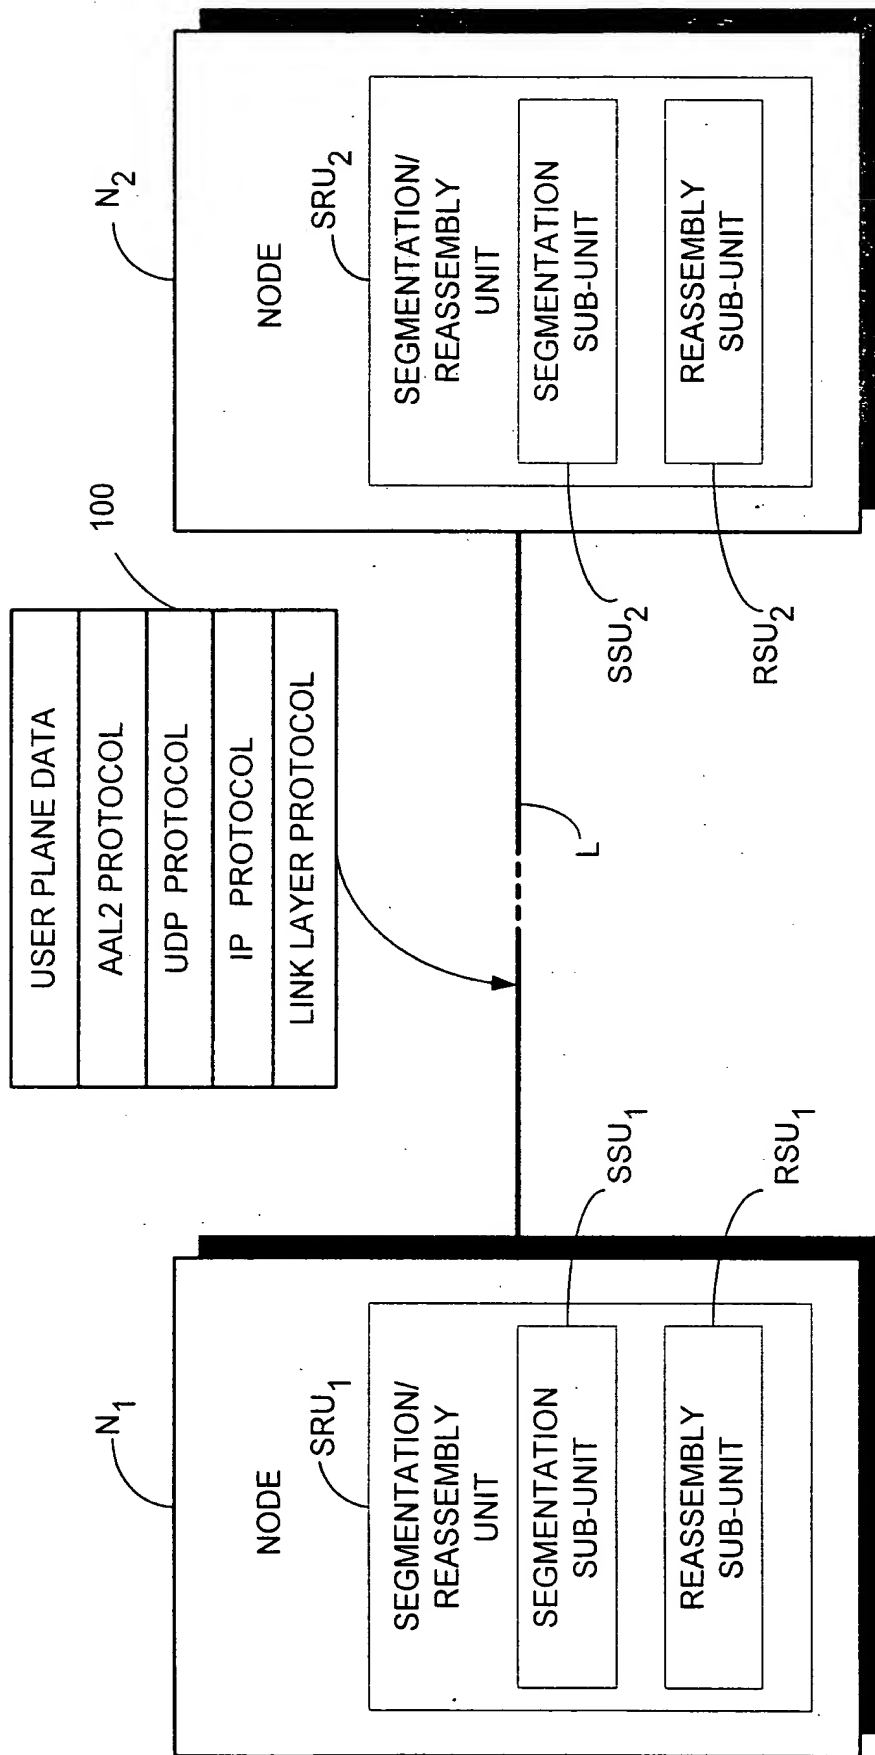 USER PLANE DATA
AAL2 PROTOCOL
UDP PROTOCOL
IP PROTOCOL
LINK LAYER PROTOCOL
100
N1
NODE
SRU1
SEGMENTATION/
REASSEMBLY
UNIT
SEGMENTATION
SUB-UNIT
REASSEMBLY
SUB-UNIT
SSU1
RSU1
L
N2
NODE
SRU2
SEGMENTATION/
REASSEMBLY
UNIT
SEGMENTATION
SUB-UNIT
REASSEMBLY
SUB-UNIT
SSU2
RSU2